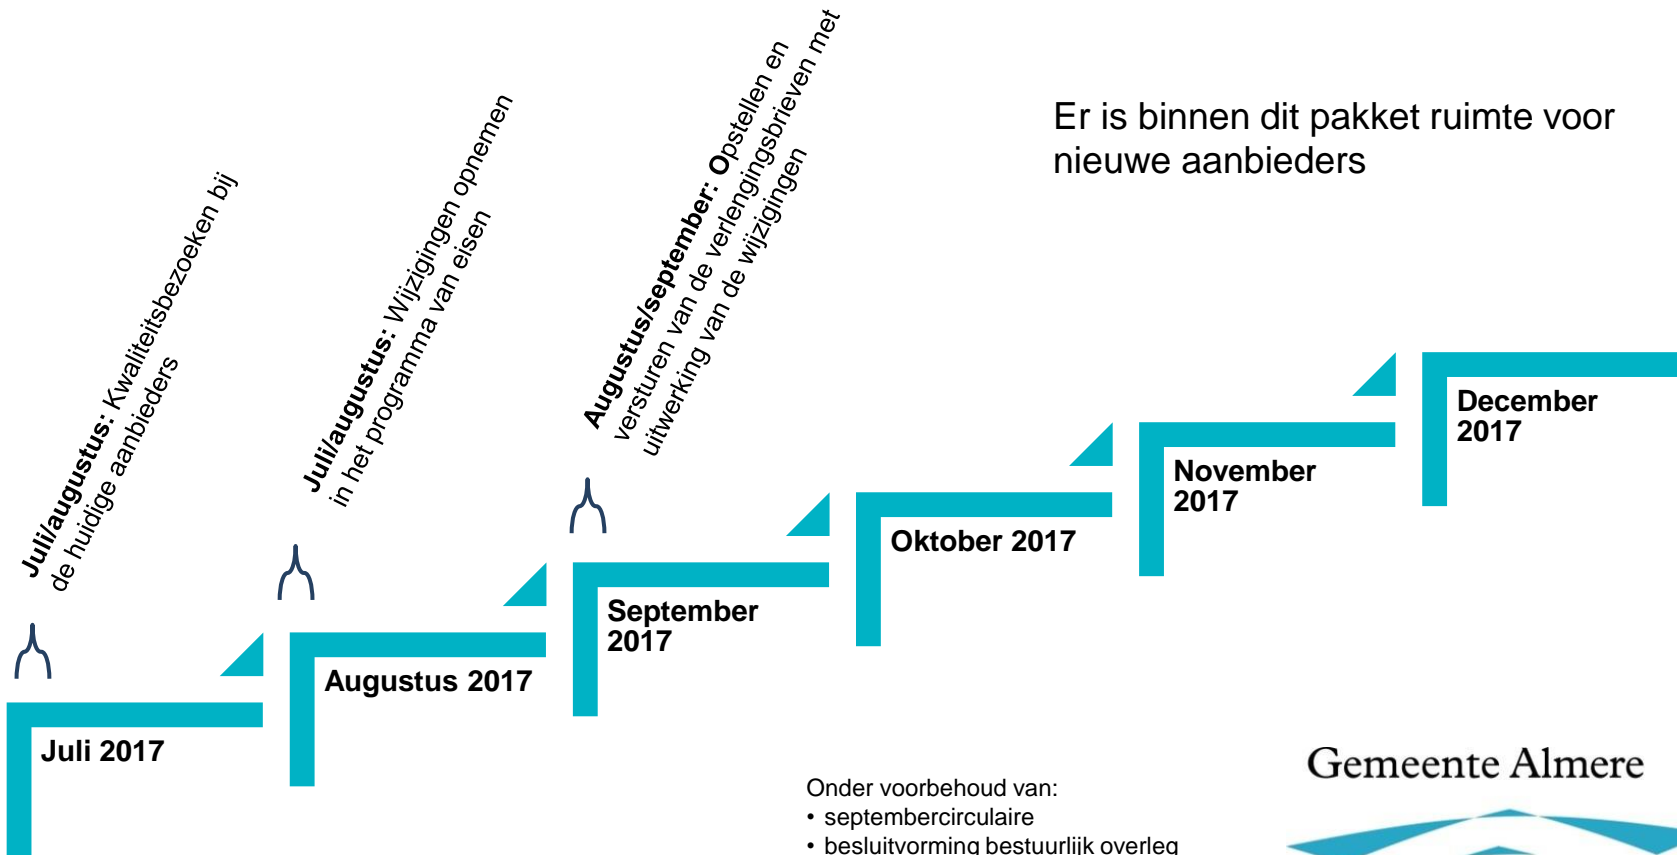 Er is binnen dit pakket ruimte voor
nieuwe aanbieders
Juli/augustus: Kwaliteitsbezoeken bij
de huidige aanbieders
Juli/augustus: Wijzigingen opnemen
in het programma van eisen
Augustus/september: Opstellen en
versturen van de verlengingsbrieven met
uitwerking van de wijzigingen
Juli 2017
Augustus 2017
September
2017
Oktober 2017
November
2017
December
2017
Onder voorbehoud van:
• septembercirculaire
• besluitvorming bestuurlijk overleg
Gemeente Almere